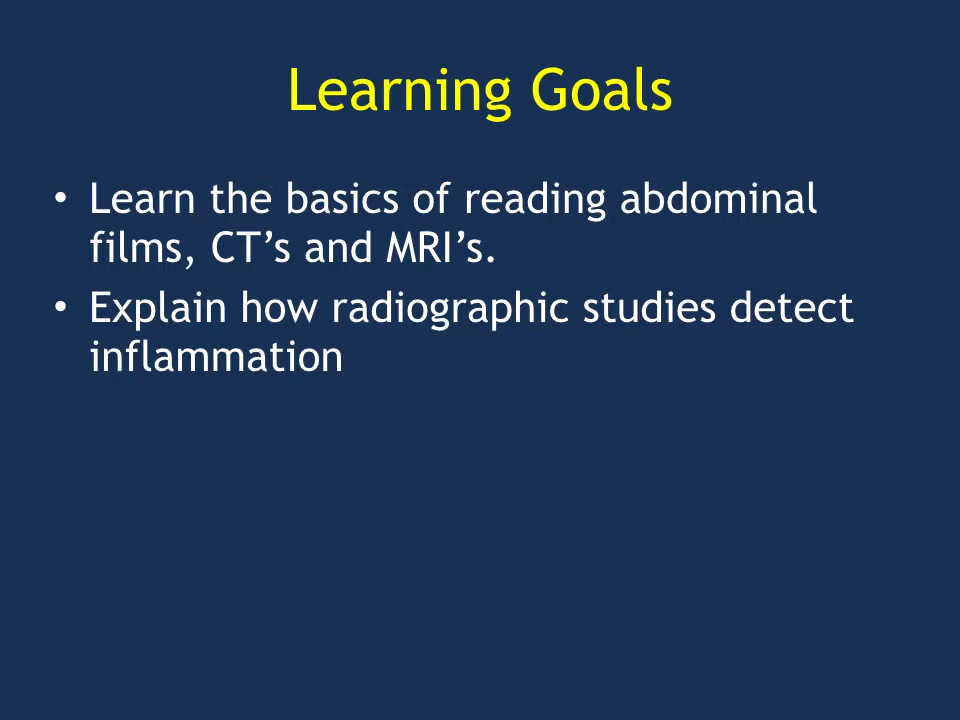 Learning Goals
• Learn the basics of reading abdominal
films, CT’s and MRI’s.
• Explain how radiographic studies detect
inflammation